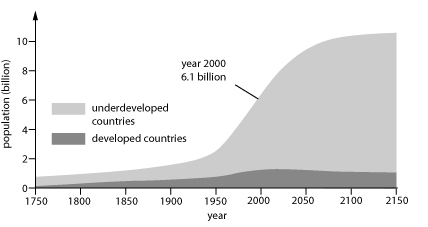 population (billion)
10
8
6
4
2
0
year 2000
6.1 billion
underdeveloped
countries
developed countries
1750
1800
1850
1900
1950
2000
2050
2100
2150
year